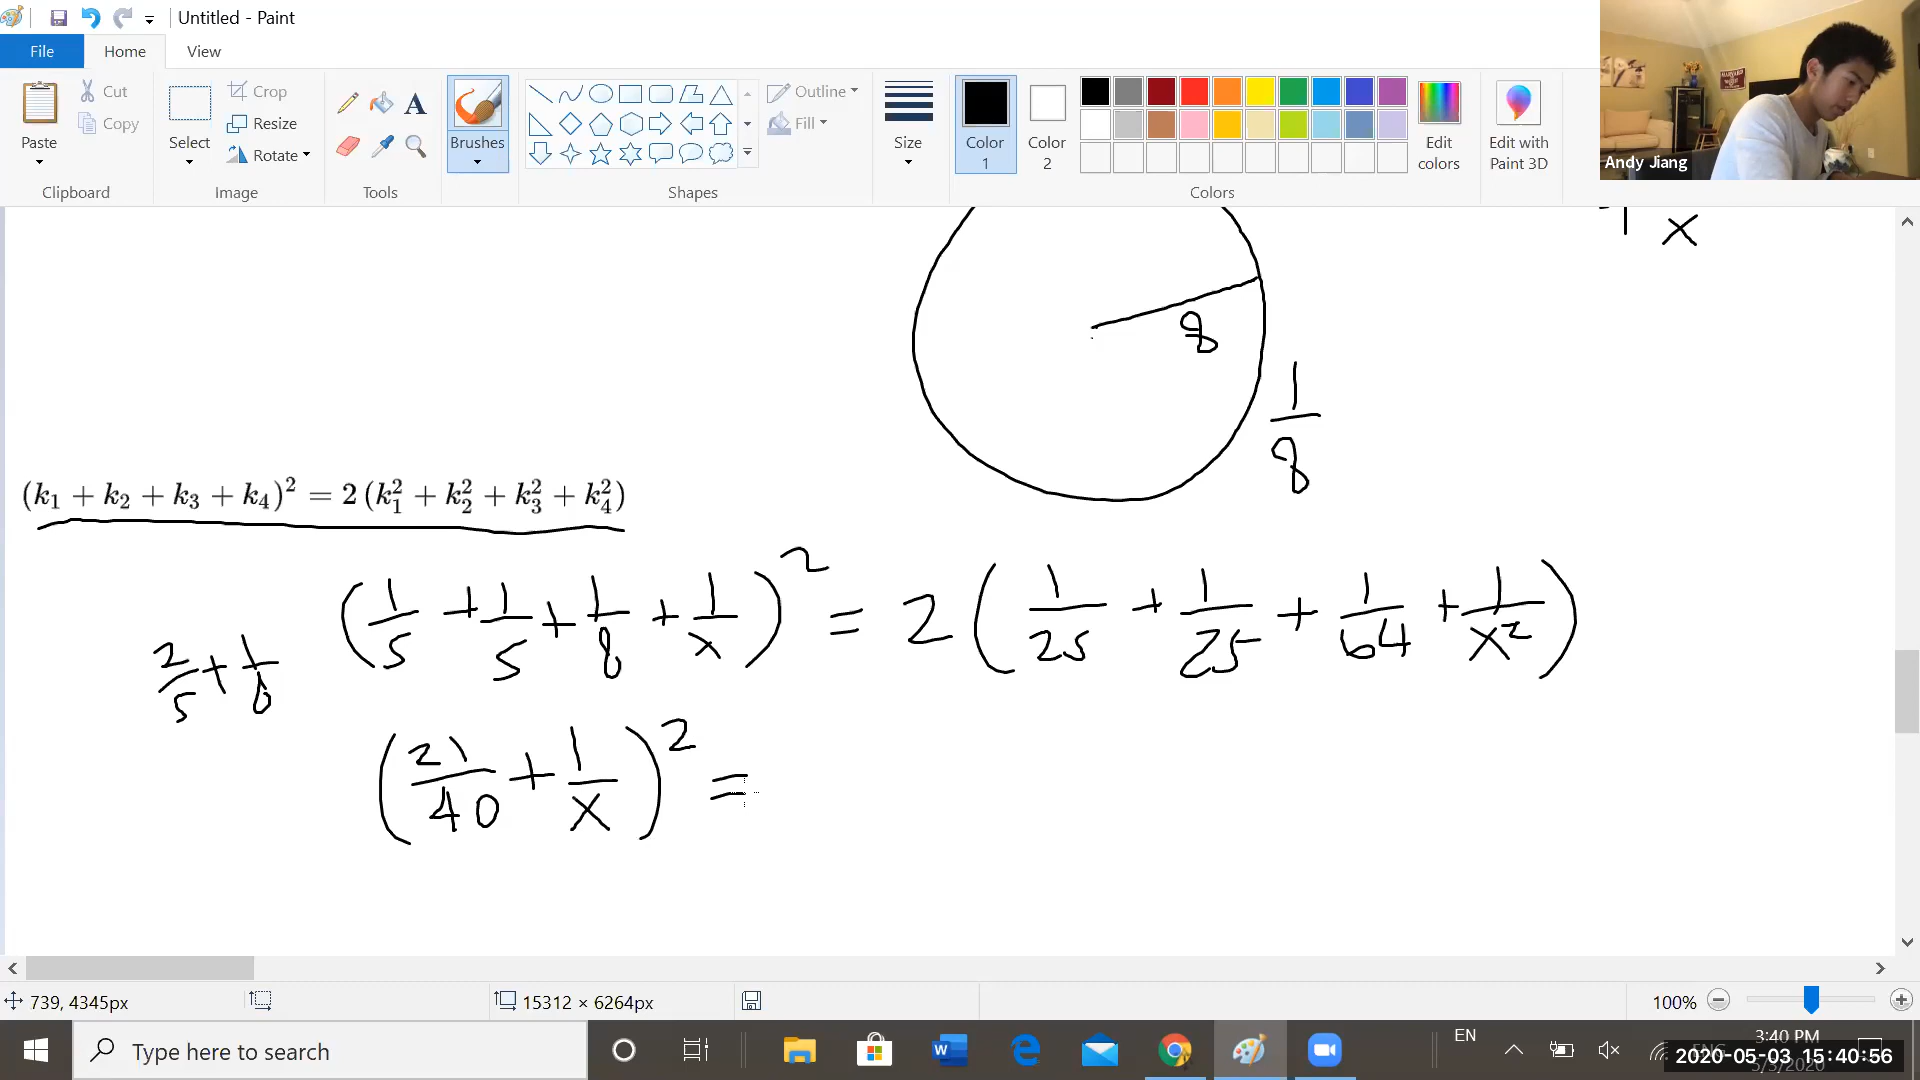 Untitled - Paint
File Home View
Paste
Cut
Copy
Clipboard
Select
Crop
Resize
Rotate
Image
Tools
Brushes
Shapes
Outline
Fill
Size
Color 1
Color 2
Edit colors
Colors
Edit with Paint 3D
Andy Jiang
x
8
1/8
(k₁ + k₂ + k₃ + k₄)² = 2 (k₁² + k₂² + k₃² + k₄²)
(1/5 + 1/5 + 1/8 + 1/x)² = 2 (1/25 + 1/25 + 1/64 + 1/x²)
2/5 + 1/8
(21/40 + 1/x)² =
739, 4345px
15312 × 6264px
100%
Type here to search
EN
3:40 PM
2020-05-03 15:40:56
5/3/2020